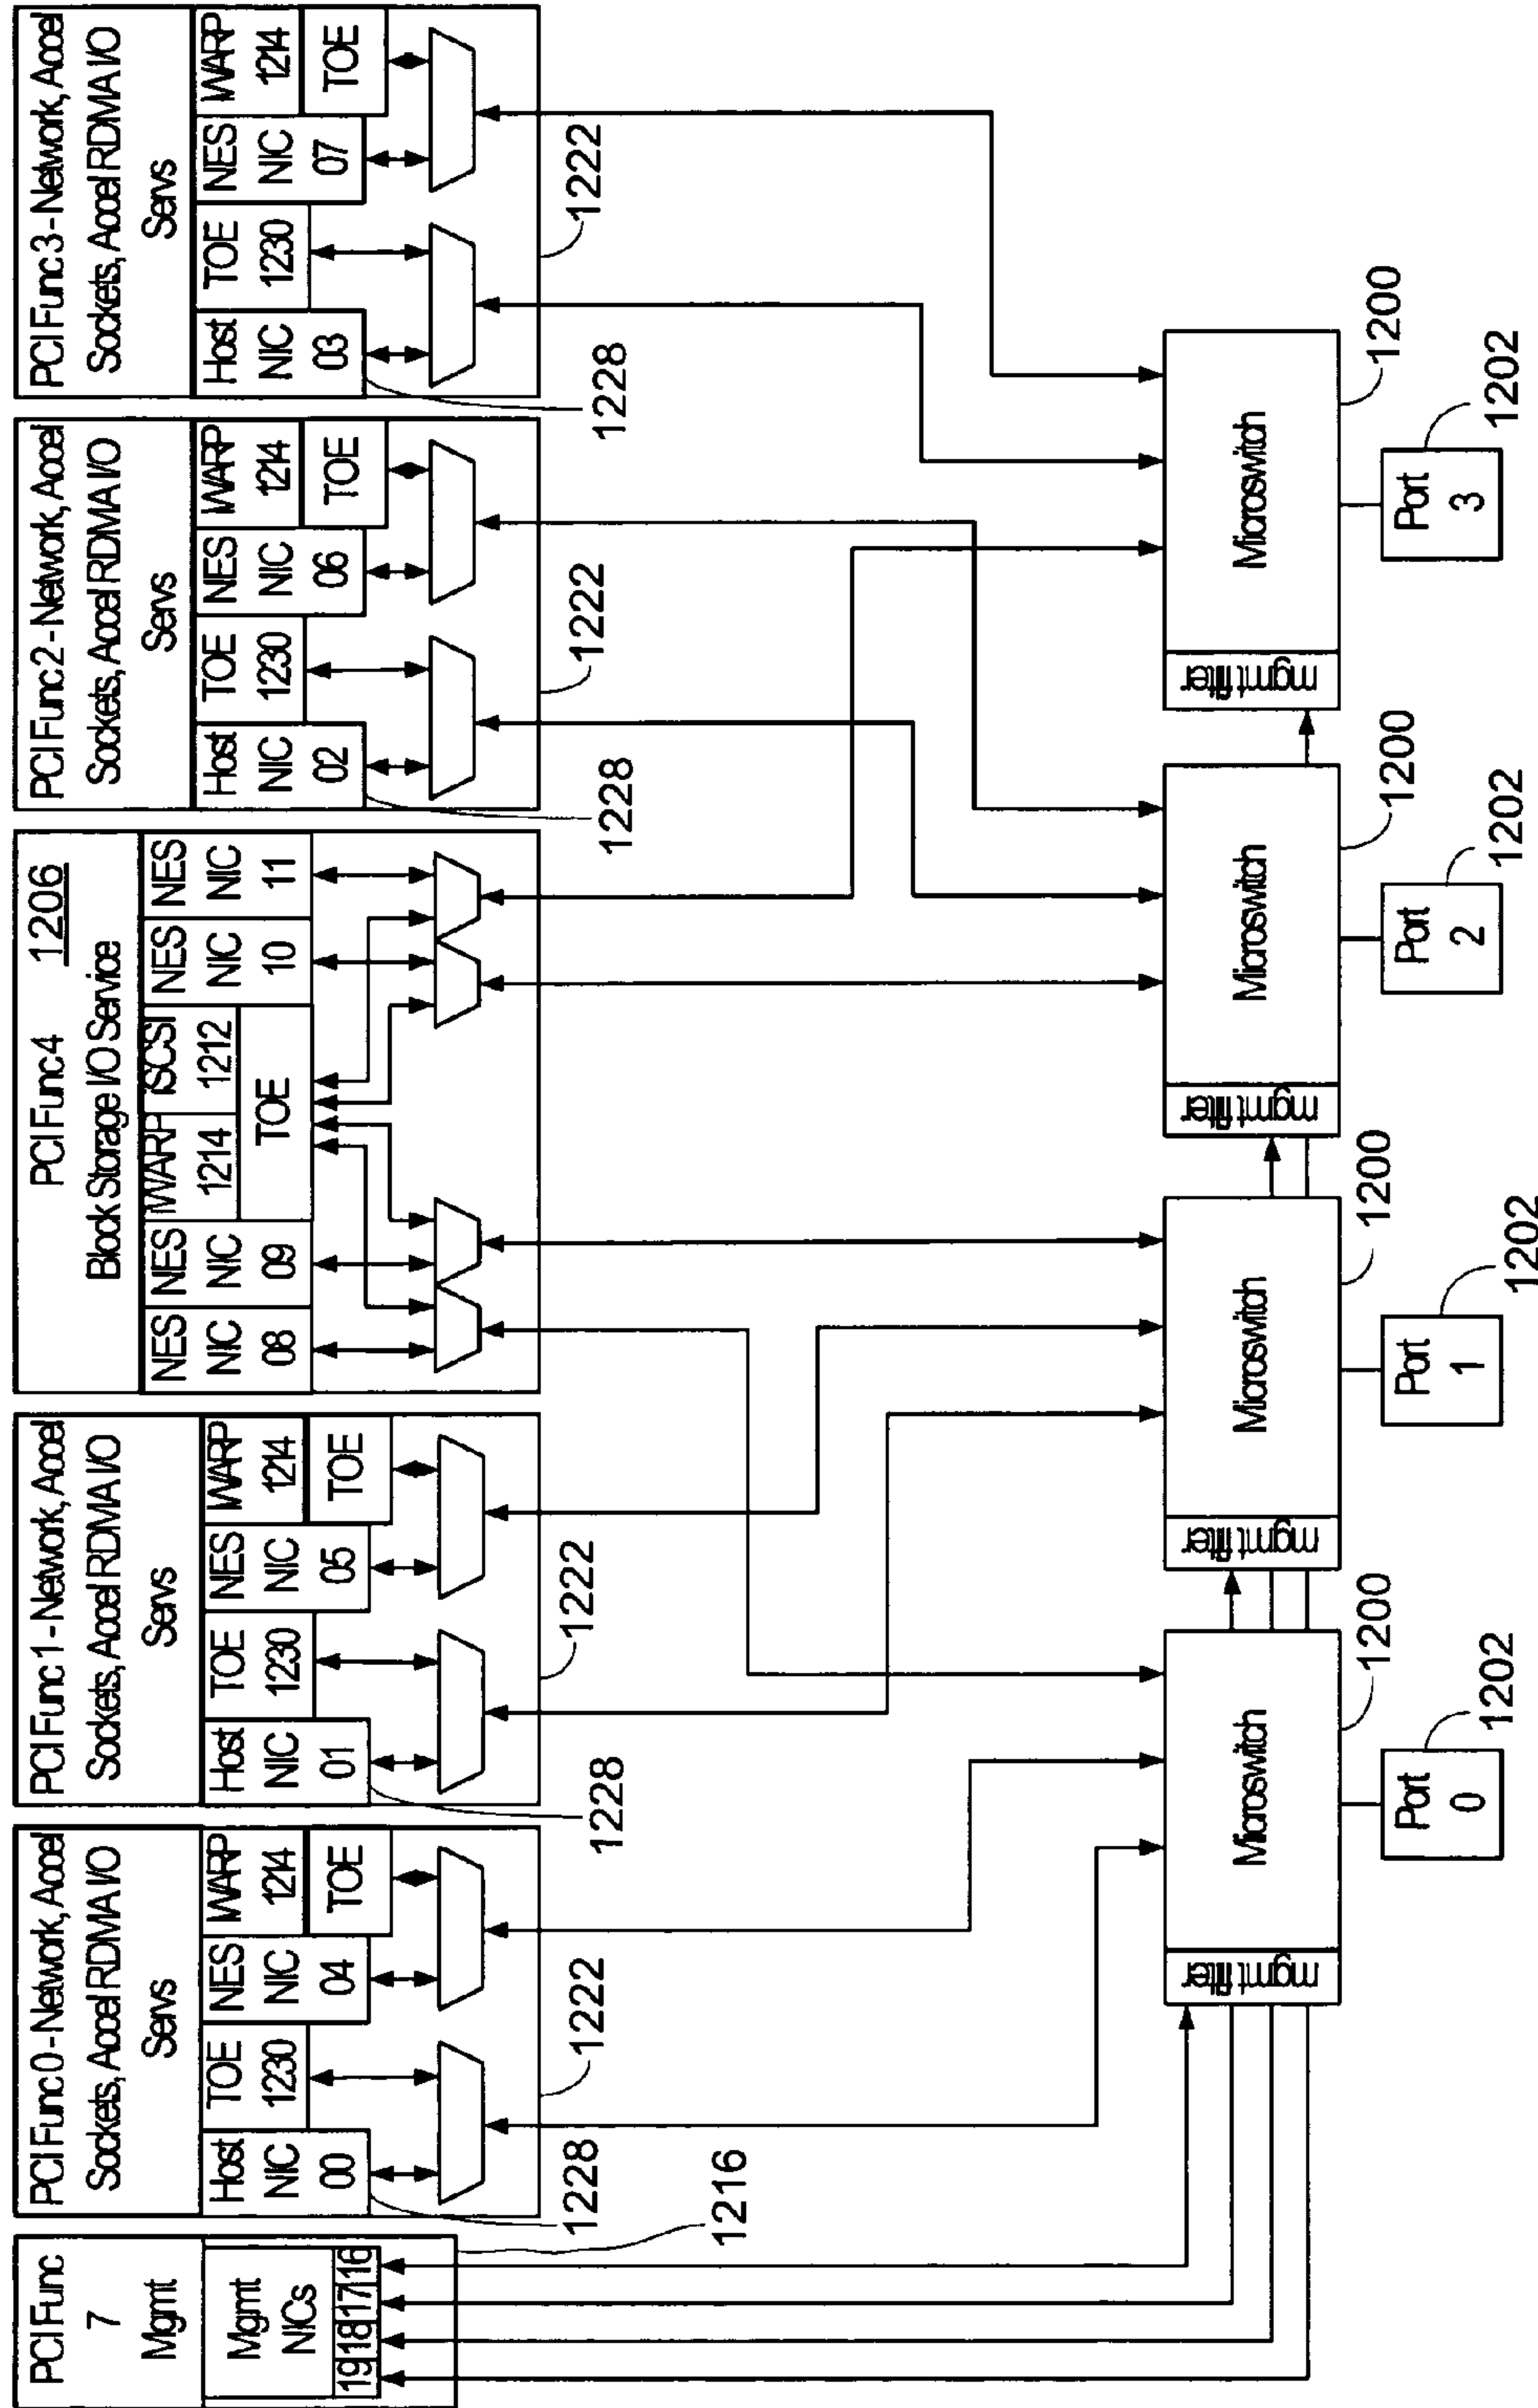 PCI Func
7
Mgmt
Mgmt
NICs
19 18 17 16
1216
PCI Func 0 - Network, Accel
Sockets, Accel RDMA I/O
Servs
Host
NIC
00
TOE
1230
NES
NIC
04
iWARP
1214
TOE
1228
1222
PCI Func 1 - Network, Accel
Sockets, Accel RDMA I/O
Servs
Host
NIC
01
TOE
1230
NES
NIC
05
iWARP
1214
TOE
1228
1222
PCI Func 4 1206
Block Storage I/O Service
NES
NIC
08
NES
NIC
09
iWARP
1214
iSCSI
1212
TOE
NES
NIC
10
NES
NIC
11
PCI Func 2 - Network, Accel
Sockets, Accel RDMA I/O
Servs
Host
NIC
02
TOE
1230
NES
NIC
06
iWARP
1214
TOE
1228
1222
PCI Func 3 - Network, Accel
Sockets, Accel RDMA I/O
Servs
Host
NIC
03
TOE
1230
NES
NIC
07
iWARP
1214
TOE
1228
1222
mgmt filter
Microswitch
1200
Port
0
1202
mgmt filter
Microswitch
1200
Port
1
1202
mgmt filter
Microswitch
1200
Port
2
1202
mgmt filter
Microswitch
1200
Port
3
1202